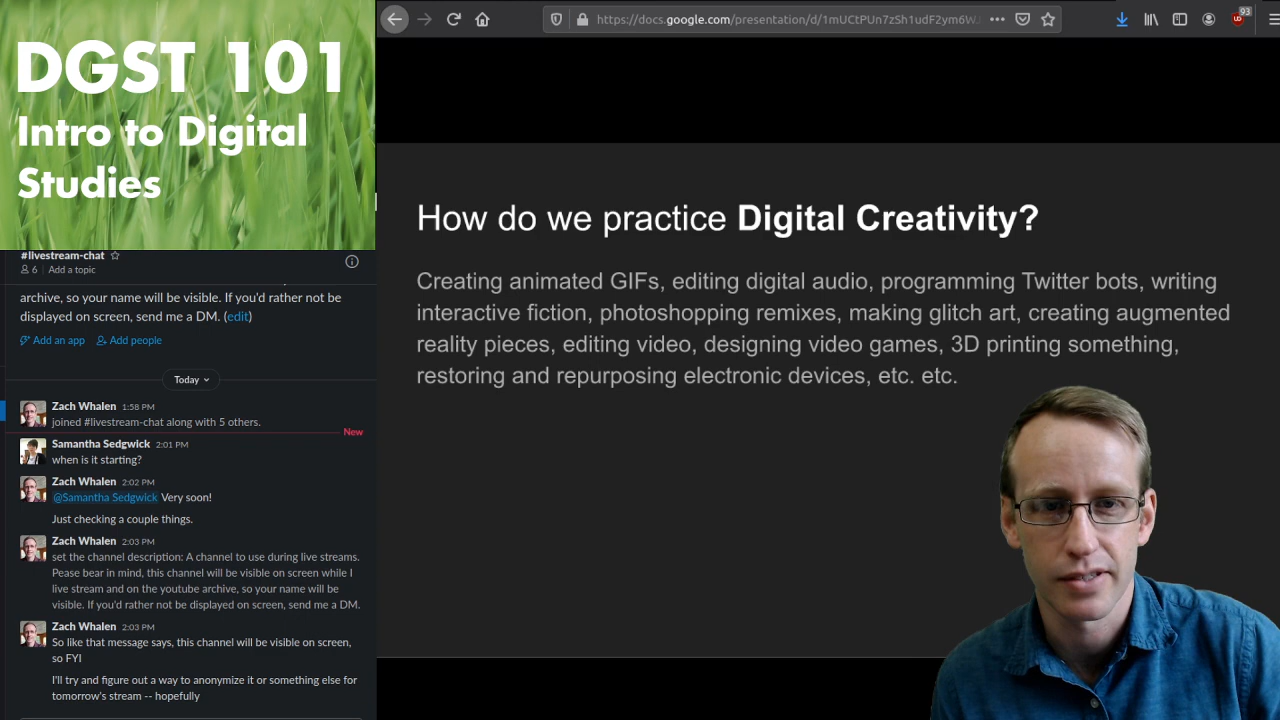 DGST 101
Intro to Digital
Studies
#livestream-chat
6 | Add a topic
archive, so your name will be visible. If you'd rather not be
displayed on screen, send me a DM. (edit)
Add an app Add people
Today
Zach Whalen 1:58 PM
joined #livestream-chat along with 5 others.
New
Samantha Sedgwick 2:01 PM
when is it starting?
Zach Whalen 2:02 PM
@Samantha Sedgwick Very soon!
Just checking a couple things.
Zach Whalen 2:03 PM
set the channel description: A channel to use during live streams.
Pease bear in mind, this channel will be visible on screen while I
live stream and on the youtube archive, so your name will be
visible. If you'd rather not be displayed on screen, send me a DM.
Zach Whalen 2:03 PM
So like that message says, this channel will be visible on screen,
so FYI
I'll try and figure out a way to anonymize it or something else for
tomorrow's stream -- hopefully
https://docs.google.com/presentation/d/1mUCtPUn7zSh1udF2ym6W
93
How do we practice Digital Creativity?
Creating animated GIFs, editing digital audio, programming Twitter bots, writing
interactive fiction, photoshopping remixes, making glitch art, creating augmented
reality pieces, editing video, designing video games, 3D printing something,
restoring and repurposing electronic devices, etc. etc.